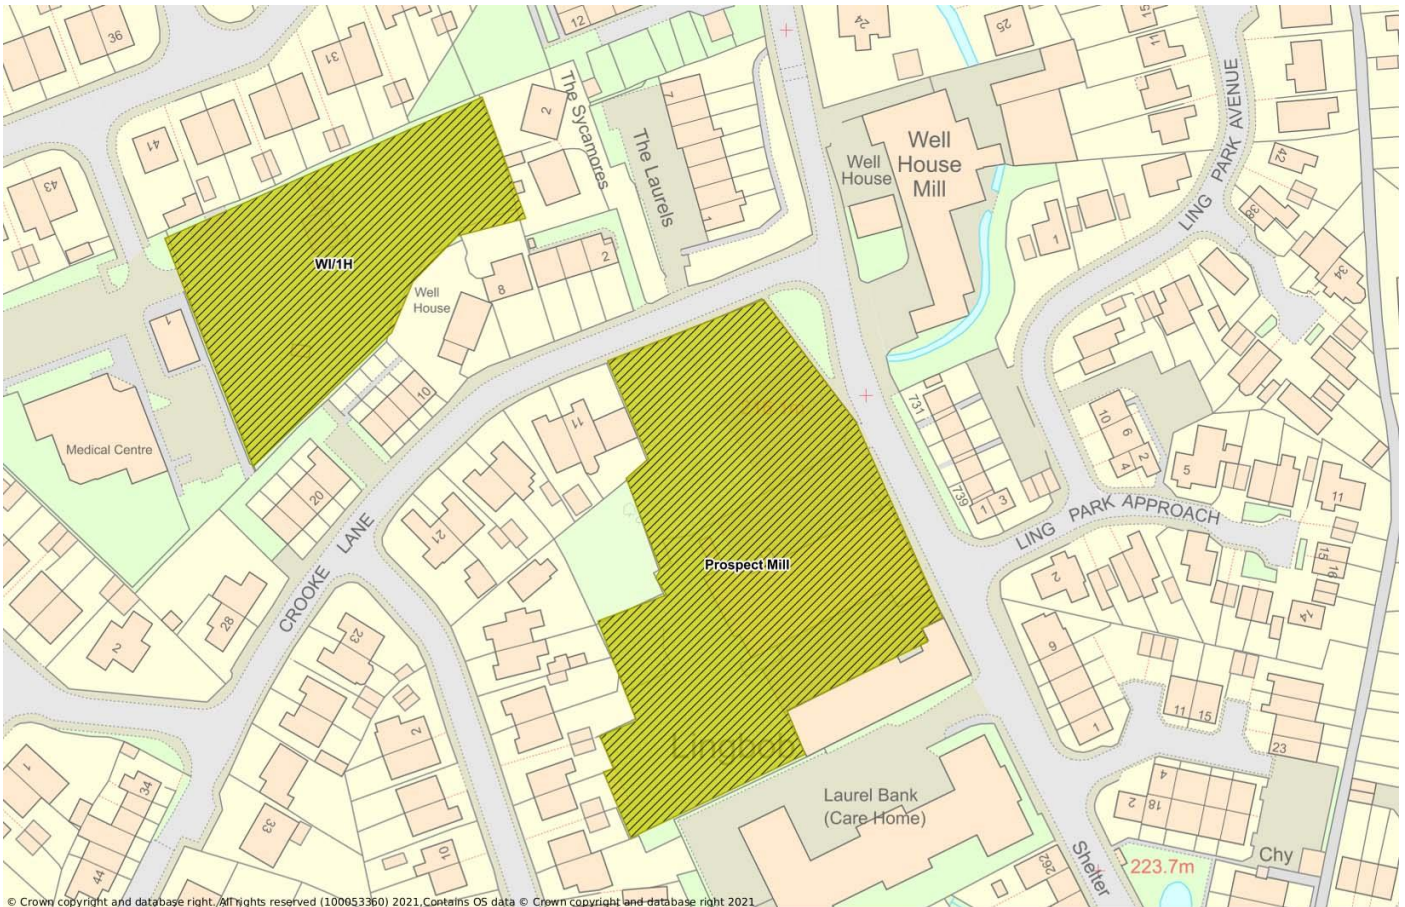 36
31
12
24
25
15
11
41
43
2
The Sycamores
7
The Laurels
1
Well
House
Well
House
Mill
LING PARK AVENUE
42
38
34
1
WI/1H
8
2
Well
House
1
10
Medical Centre
20
11
21
CROOKE LANE
731
739
1
3
10
6
4
2
5
11
LING PARK APPROACH
15
16
14
2
28
2
23
Prospect Mill
9
1
11
15
23
2
1
34
33
44
10
Lingbob
Laurel Bank
(Care Home)
4
18
2
Shelter
262
223.7m
Chy
© Crown copyright and database right. All rights reserved (100053360) 2021,Contains OS data © Crown copyright and database right 2021